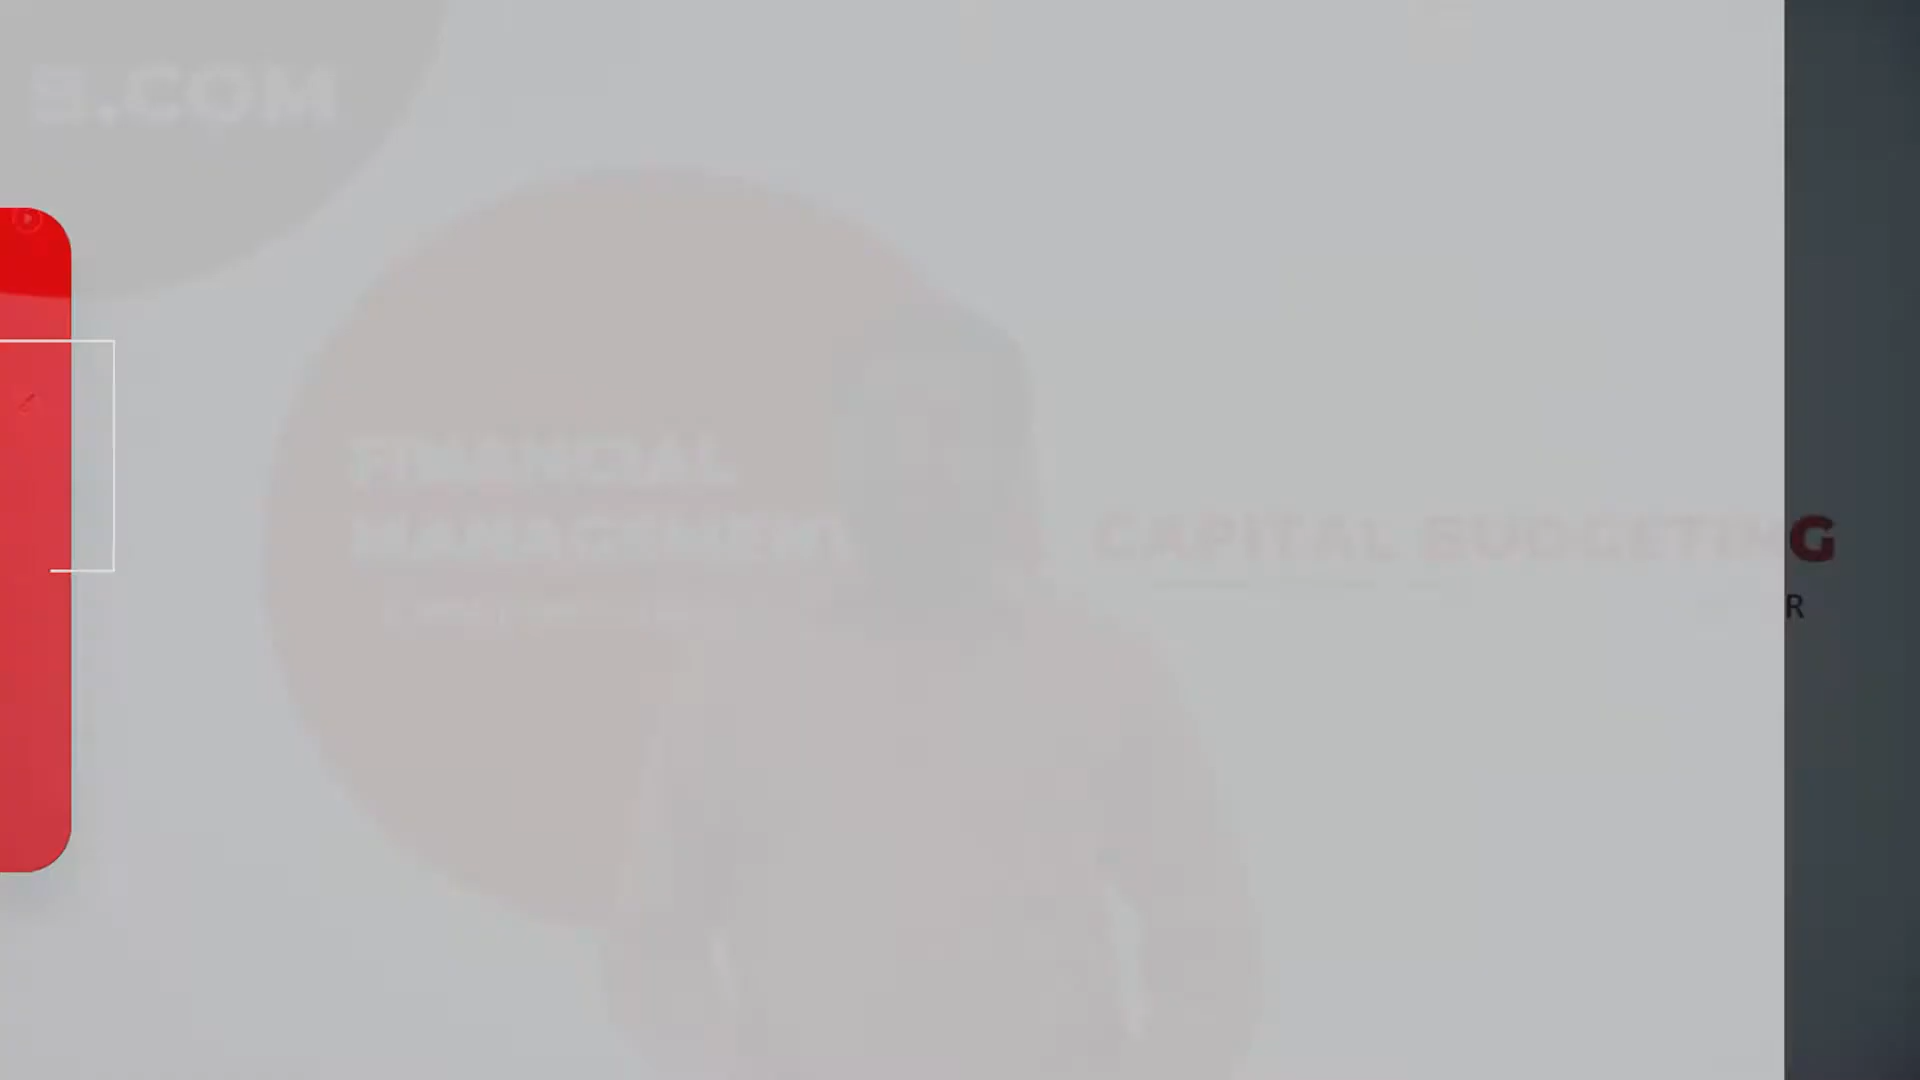 S.COM
FINANCIAL
MANAGEMENT
CAPITAL BUDGETING
R